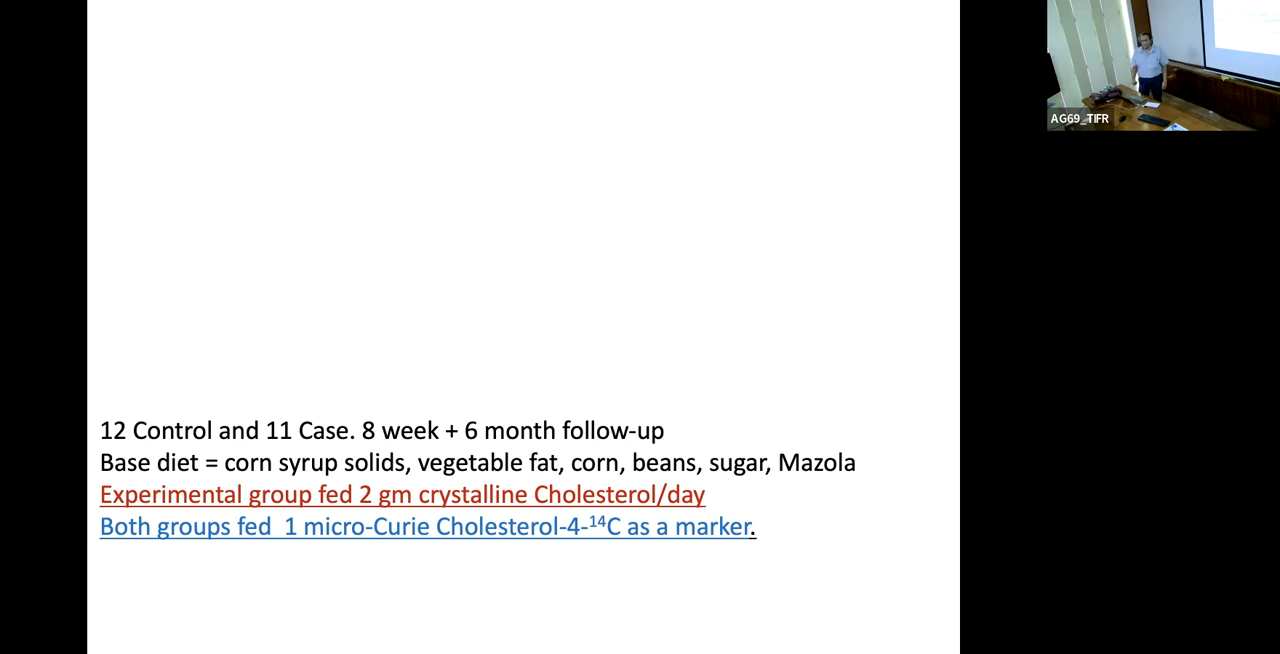 AG69_TIFR
12 Control and 11 Case. 8 week + 6 month follow-up
Base diet = corn syrup solids, vegetable fat, corn, beans, sugar, Mazola
Experimental group fed 2 gm crystalline Cholesterol/day
Both groups fed  1 micro-Curie Cholesterol-4-¹⁴C as a marker.